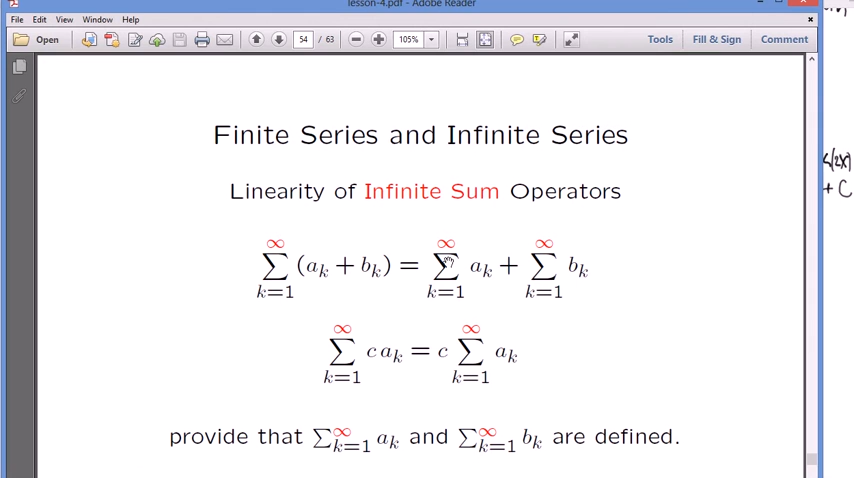 lesson-4.pdf - Adobe Reader
File Edit View Window Help
Open 54 / 63 105% Tools Fill & Sign Comment
Finite Series and Infinite Series
Linearity of Infinite Sum Operators
∑_{k=1}^{∞} (a_k + b_k) = ∑_{k=1}^{∞} a_k + ∑_{k=1}^{∞} b_k
∑_{k=1}^{∞} c a_k = c ∑_{k=1}^{∞} a_k
provide that ∑_{k=1}^{∞} a_k and ∑_{k=1}^{∞} b_k are defined.
(2x)
+ C